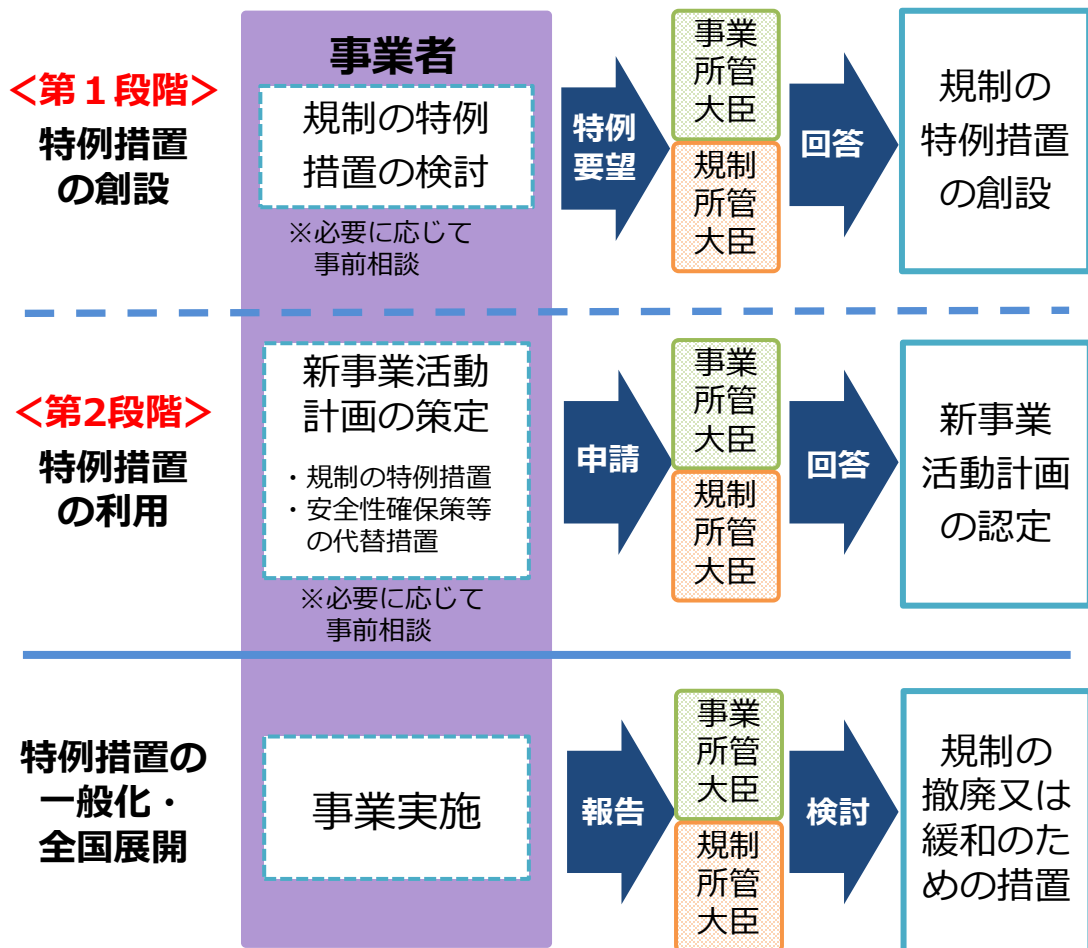 <第1段階>
特例措置
の創設
事業者
規制の特例
措置の検討
※必要に応じて
事前相談
特例
要望
事業
所管
大臣
規制
所管
大臣
回答
規制の
特例措置
の創設
<第2段階>
特例措置
の利用
新事業活動
計画の策定
・規制の特例措置
・安全性確保策等
の代替措置
※必要に応じて
事前相談
申請
事業
所管
大臣
規制
所管
大臣
回答
新事業
活動計画
の認定
特例措置の
一般化・
全国展開
事業実施
報告
事業
所管
大臣
規制
所管
大臣
検討
規制の
撤廃又は
緩和のた
めの措置